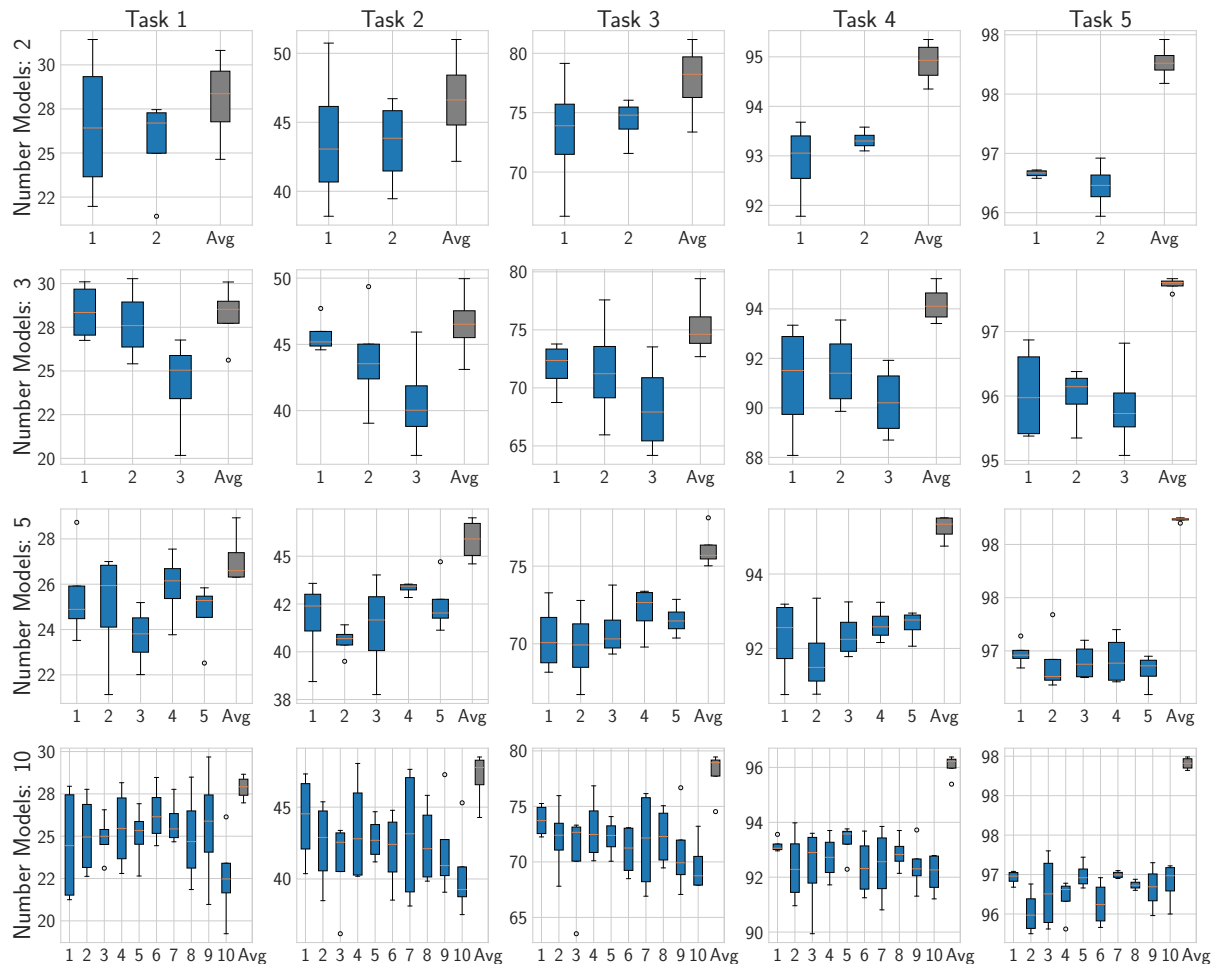 Task 1 Task 2 Task 3 Task 4 Task 5
Number Models: 2
30 28 25 22
1 2 Avg
50 45 40
1 2 Avg
80 75 70
1 2 Avg
95 94 93 92
1 2 Avg
98 98 97 96
1 2 Avg
Number Models: 3
30 28 25 22 20
1 2 3 Avg
50 45 40
1 2 3 Avg
80 75 70 65
1 2 3 Avg
94 92 90 88
1 2 3 Avg
97 96 95
1 2 3 Avg
Number Models: 5
28 26 24 22
1 2 3 4 5 Avg
45 42 40 38
1 2 3 4 5 Avg
75 70
1 2 3 4 5 Avg
94 92
1 2 3 4 5 Avg
98 98 97
1 2 3 4 5 Avg
Number Models: 10
30 28 25 22 20
1 2 3 4 5 6 7 8 9 10 Avg
45 40
1 2 3 4 5 6 7 8 9 10 Avg
80 75 70 65
1 2 3 4 5 6 7 8 9 10 Avg
96 94 92 90
1 2 3 4 5 6 7 8 9 10 Avg
98 98 98 97 96
1 2 3 4 5 6 7 8 9 10 Avg